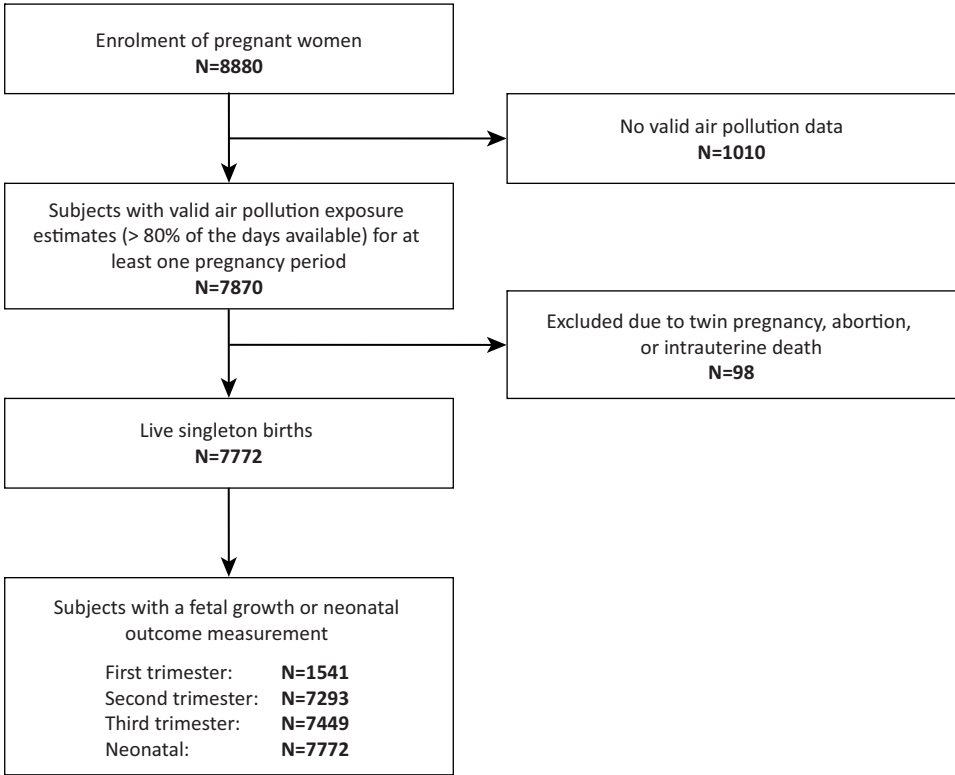 Enrolment of pregnant women
N=8880
No valid air pollution data
N=1010
Subjects with valid air pollution exposure
estimates (> 80% of the days available) for at
least one pregnancy period
N=7870
Excluded due to twin pregnancy, abortion,
or intrauterine death
N=98
Live singleton births
N=7772
Subjects with a fetal growth or neonatal
outcome measurement
First trimester: N=1541
Second trimester: N=7293
Third trimester: N=7449
Neonatal: N=7772